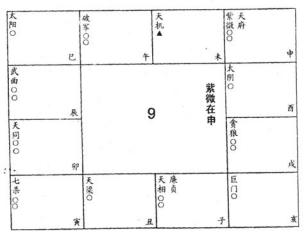 太阳○
巳
破军○○
午
天机▲
未
紫微○○
天府
申
武曲○○
辰
9
紫微在申
太阴○○
酉
天同○○
卯
贪狼○○
戌
七杀○○
寅
天梁○○
丑
天相○○
廉贞
子
巨门○○
亥